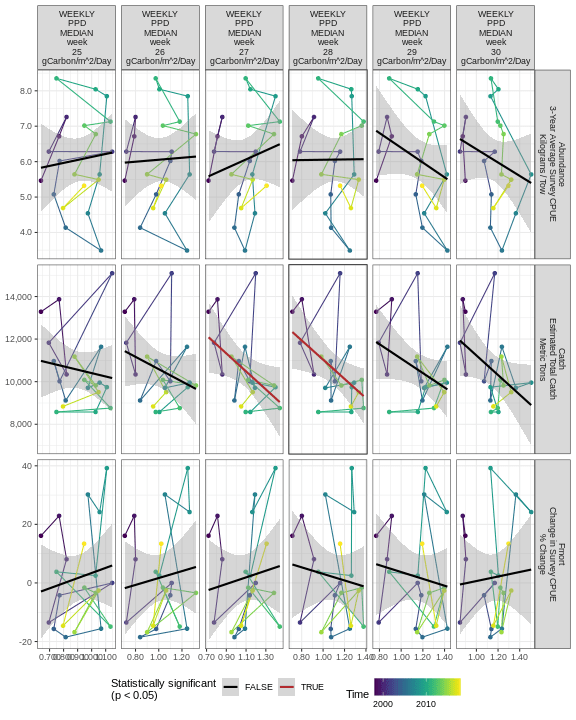 WEEKLY PPD MEDIAN week 25 gCarbon/m^2/Day
WEEKLY PPD MEDIAN week 26 gCarbon/m^2/Day
WEEKLY PPD MEDIAN week 27 gCarbon/m^2/Day
WEEKLY PPD MEDIAN week 28 gCarbon/m^2/Day
WEEKLY PPD MEDIAN week 29 gCarbon/m^2/Day
WEEKLY PPD MEDIAN week 30 gCarbon/m^2/Day
8.0
7.0
6.0
5.0
4.0
Abundance
3-Year Average Survey CPUE
Kilograms/Tow
14,000
12,000
10,000
8,000
Catch
Estimated Total Catch
Metric Tons
40
20
0
-20
Fmort
Change in Survey CPUE
% Change
0.70 1.00 1.10
0.80 1.00 1.20
0.70 0.90 1.10 1.30
0.80 1.00 1.20 1.40
0.80 1.00 1.20 1.40
1.00 1.20 1.40
Statistically significant
(p < 0.05)
FALSE
TRUE
Time
2000 2010